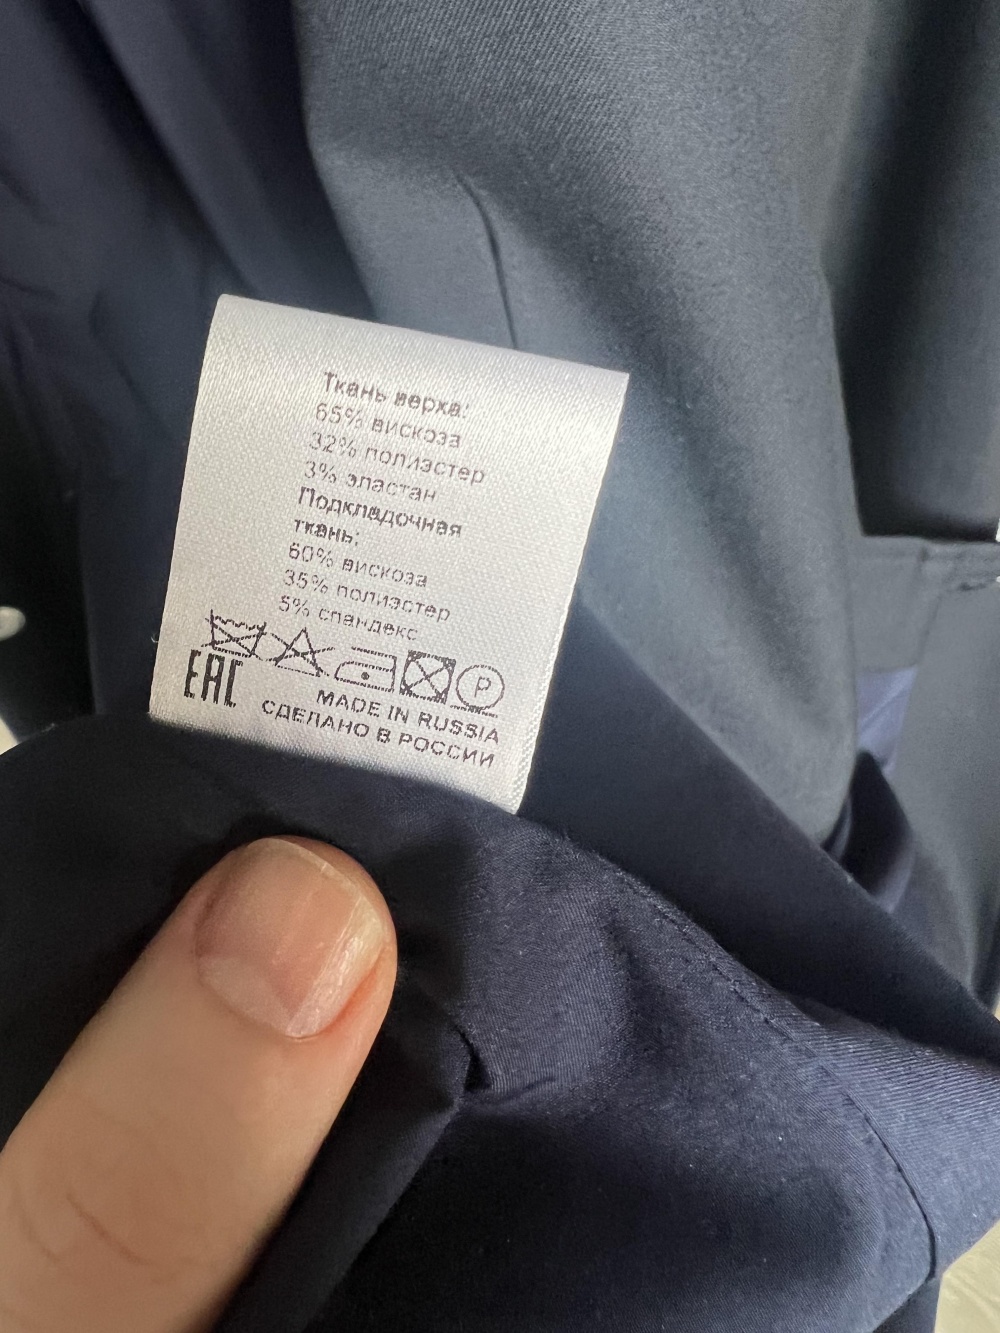 Ткань верха:
65% вискоза
32% полиэстер
3% эластан
Подкладочная
ткань:
60% вискоза
35% полиэстер
5% спандекс
P
EAC
MADE IN RUSSIA
СДЕЛАНО В РОССИИ